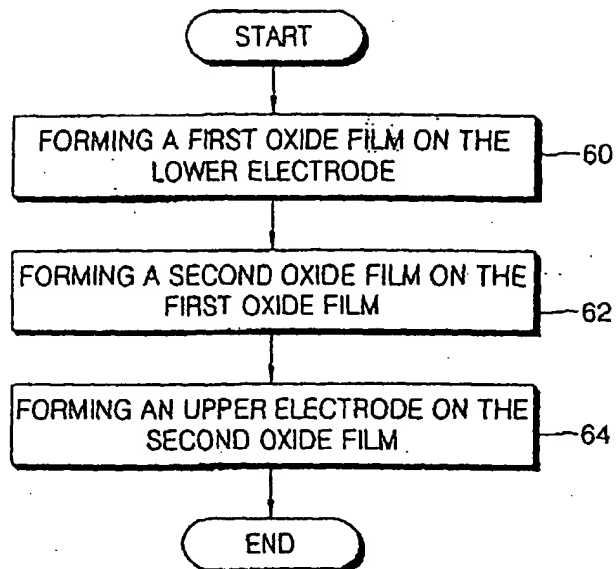 START
FORMING A FIRST OXIDE FILM ON THE
LOWER ELECTRODE
60
FORMING A SECOND OXIDE FILM ON THE
FIRST OXIDE FILM
62
FORMING AN UPPER ELECTRODE ON THE
SECOND OXIDE FILM
64
END